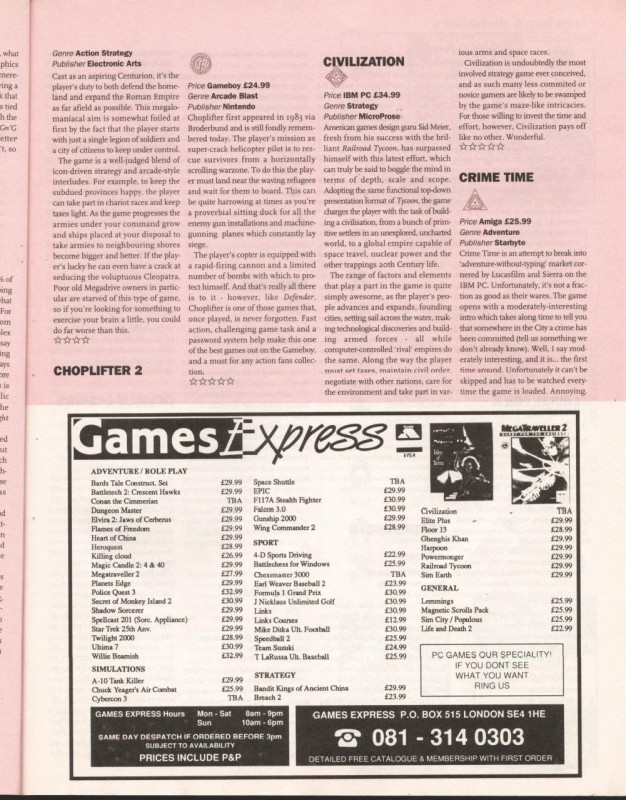 , what
phics
mere-
ving a
k that
s tied
h the
Gn'G
etter
't, so
% of
ing
hat
For
om
lex
say
ing
ays
ore
s is
lic
he
ght
ed
ut
ch
h-
se
us
Genre Action Strategy
Publisher Electronic Arts
Cast as an aspiring Centurion, it's the
player's duty to both defend the home-
land and expand the Roman Empire
as far afield as possible. This megalo-
maniacal aim is somewhat foiled at
first by the fact that the player starts
with just a single legion of soldiers and
a city of citizens to keep under control.
The game is a well-judged blend of
icon-driven strategy and arcade-style
interludes. For example, to keep the
subdued provinces happy, the player
can take part in chariot races and keep
taxes light. As the game progresses the
armies under your command grow
and ships placed at your disposal to
take armies to neighbouring shores
become bigger and better. If the play-
er's lucky he can even have a crack at
seducing the voluptuous Cleopatra.
Poor old Megadrive owners in partic-
ular are starved of this type of game,
so if you're looking for something to
exercise your brain a little, you could
do far worse than this.
☆☆☆☆
CHOPLIFTER 2
Price Gameboy £24.99
Genre Arcade Blast
Publisher Nintendo
Choplifter first appeared in 1983 via
Broderbund and is still fondly remem-
bered today. The player's mission as
super-crack helicopter pilot is to res-
cue survivors from a horizontally
scrolling warzone. To do this the play-
er must land near the waving refugees
and wait for them to board. This can
be quite harrowing at times as you're
a proverbial sitting duck for all the
enemy gun installations and machine-
gunning planes which constantly lay
siege.
The player's copter is equipped with
a rapid-firing cannon and a limited
number of bombs with which to pro-
tect himself. And that's really all there
is to it - however, like Defender,
Choplifter is one of those games that,
once played, is never forgotten. Fast
action, challenging game task and a
password system help make this one
of the best games out on the Gameboy,
and a must for any action fans collec-
tion.
☆☆☆☆☆
CIVILIZATION
Price IBM PC £34.99
Genre Strategy
Publisher MicroProse
American games design guru Sid Meier,
fresh from his success with the bril-
liant Railroad Tycoon, has surpassed
himself with this latest effort, which
can truly be said to boggle the mind in
terms of depth, scale and scope.
Adopting the same functional top-down
presentation format of Tycoon, the game
charges the player with the task of build-
ing a civilisation, from a bunch of prim-
itive settlers in an unexplored, uncharted
world, to a global empire capable of
space travel, nuclear power and the
other trappings otth Century life.
The range of factors and elements
that play a part in the game is quite
simply awesome, as the player's peo-
ple advances and expands, founding
cities, setting sail across the water, mak-
ing technological discoveries and build-
ing armed forces - all while
computer-controlled 'rival' empires do
the same. Along the way the player
must set taxes, maintain civil order,
negotiate with other nations, care for
the environment and take part in var-
ious arms and space races.
Civilization is undoubtedly the most
involved strategy game ever conceived,
and as such many less commited or
novice gamers are likely to be swamped
by the game's maze-like intricacies.
For those willing to invest the time and
effort, however, Civilization pays off
like no other. Wonderful.
☆☆☆☆☆
CRIME TIME
Price Amiga £25.99
Genre Adventure
Publisher Starbyte
Crime Time is an attempt to break into
'adventure-without-typing' market cor-
nered by Lucasfilm and Sierra on the
IBM PC. Unfortunately, it's not a frac-
tion as good as their wares. The game
opens with a moderately-interesting
intro which takes along time to tell you
that somewhere in the City a crime has
been committed (tell us something we
don't already know). Well, I say mod-
erately interesting, and it is... the first
time around. Unfortunately it can't be
skipped and has to be watched every-
time the game is loaded. Annoying.
Games Express
VISA
MEGATRAVELLER 2
QUEST FOR THE ANCIENTS
ADVENTURE / ROLE PLAY
Bards Tale Construct. Set £29.99
Battletech 2: Crescent Hawks £29.99
Conan the Cimmerian TBA
Dungeon Master £29.99
Elvira 2: Jaws of Cerberus £29.99
Flames of Freedom £29.99
Heart of China £29.99
Heroquest £28.99
Killing cloud £26.99
Magic Candle 2: 4 & 40 £29.99
Megatraveller 2 £27.99
Planets Edge £29.99
Police Quest 3 £32.99
Secret of Monkey Island 2 £30.99
Shadow Sorcerer £29.99
Spellcast 201 (Sorc. Appliance) £29.99
Star Trek 25th Anv. £29.99
Twilight 2000 £28.99
Ultima 7 £30.99
Willie Beamish £32.99
SIMULATIONS
A-10 Tank Killer £29.99
Chuck Yeager's Air Combat £25.99
Cybercon 3 TBA
Space Shuttle TBA
EPIC £29.99
F117A Stealth Fighter £30.99
Falcon 3.0 £30.99
Gunship 2000 £29.99
Wing Commander 2 £28.99
SPORT
4-D Sports Driving £22.99
Battlechess for Windows £25.99
Chessmaster 3000 TBA
Earl Weaver Baseball 2 £23.99
Formula 1 Grand Prix £30.99
J Nicklaus Unlimited Golf £30.99
Links £30.99
Links Courses £12.99
Mike Ditka Ult. Football £30.99
Speedball 2 £25.99
Team Suzuki £24.99
T LaRussa Ult. Baseball £25.99
STRATEGY
Bandit Kings of Ancient China £29.99
Breach 2 £23.99
Civilization TBA
Elite Plus £29.99
Floor 13 £28.99
Ghenghis Khan £29.99
Harpoon £29.99
Powermonger £29.99
Railroad Tycoon £29.99
Sim Earth £29.99
GENERAL
Lemmings £25.99
Magnetic Scrolls Pack £25.99
Sim City / Populous £25.99
Life and Death 2 £22.99
PC GAMES OUR SPECIALITY!
IF YOU DONT SEE
WHAT YOU WANT
RING US
GAMES EXPRESS Hours Mon - Sat 8am - 9pm
Sun 10am - 6pm
SAME DAY DESPATCH IF ORDERED BEFORE 3pm
SUBJECT TO AVAILABILITY
PRICES INCLUDE P&P
GAMES EXPRESS P.O. BOX 515 LONDON SE4 1HE
☎ 081 - 314 0303
DETAILED FREE CATALOGUE & MEMBERSHIP WITH FIRST ORDER